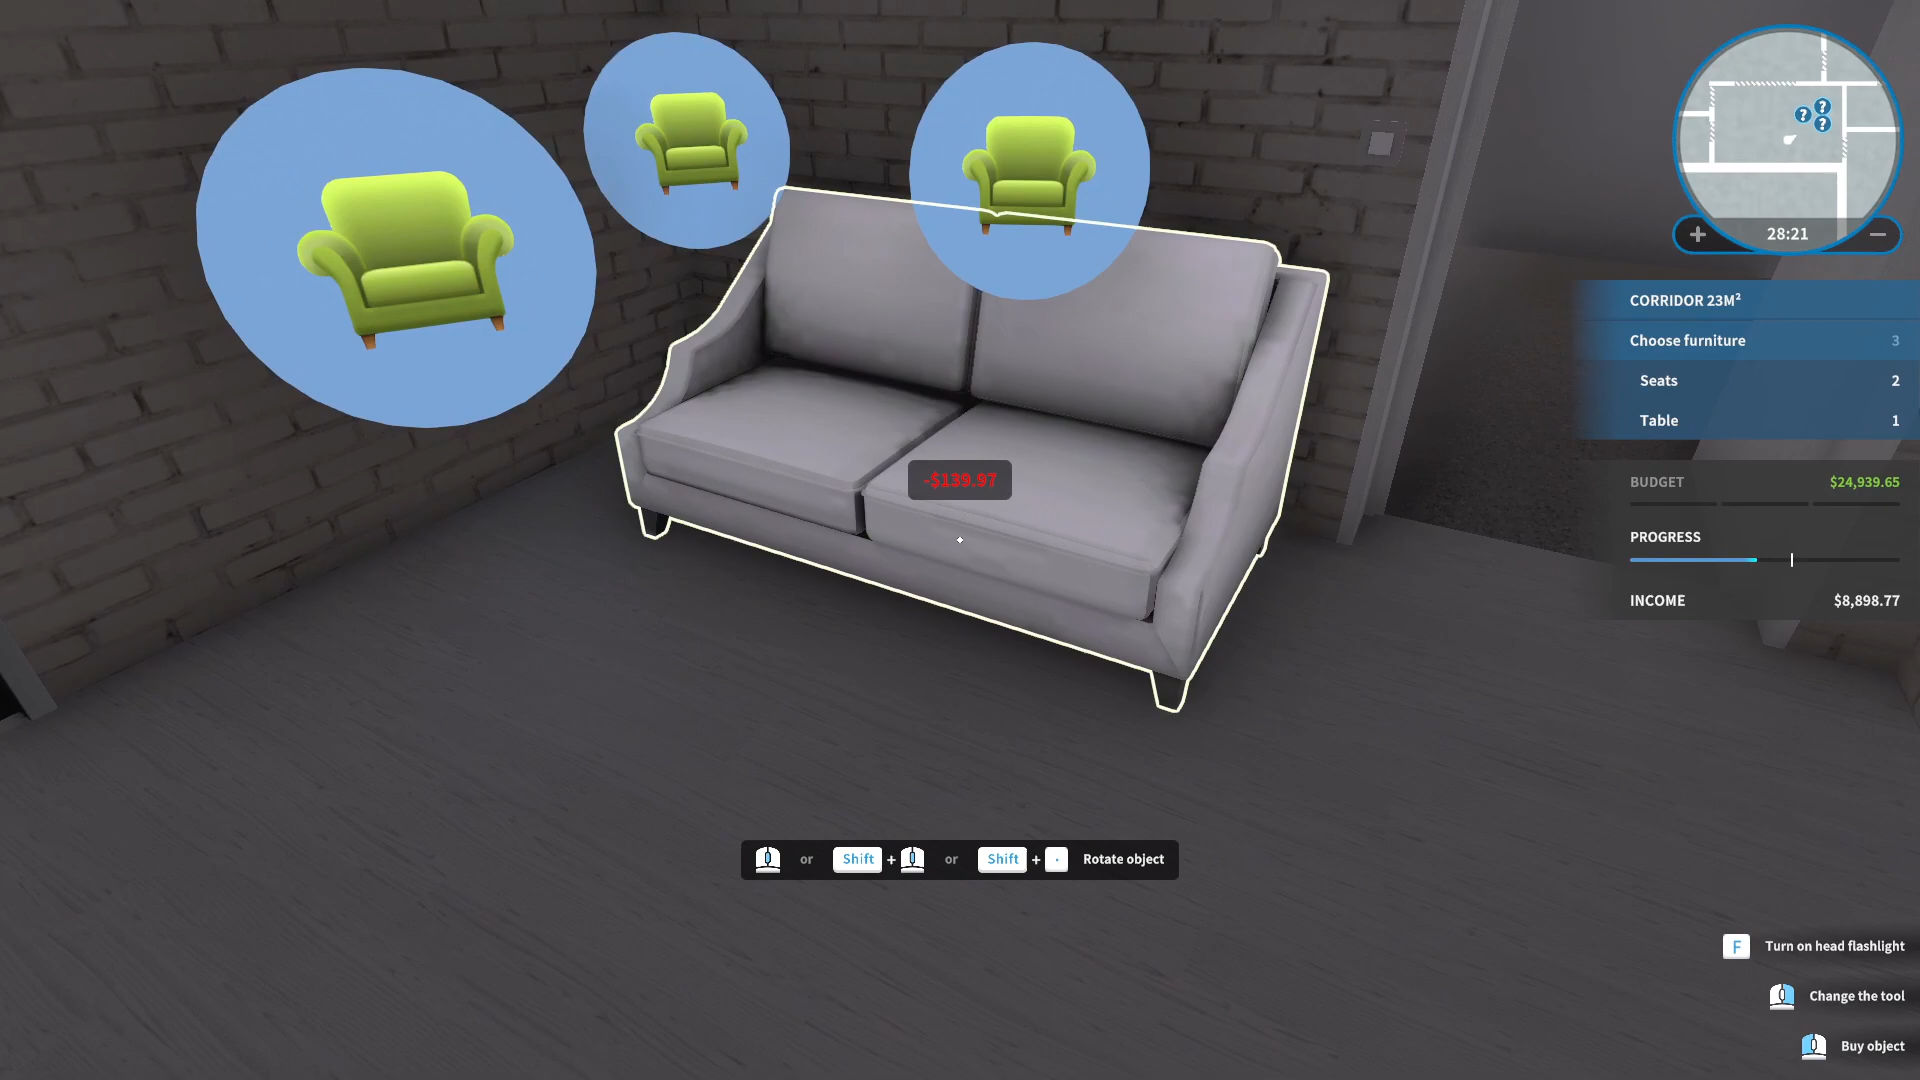 28:21
CORRIDOR 23M²
Choose furniture 3
Seats 2
Table 1
-$139.97
BUDGET $24,939.65
PROGRESS
INCOME $8,898.77
or Shift + or Shift + · Rotate object
F Turn on head flashlight
Change the tool
Buy object
? ? ?